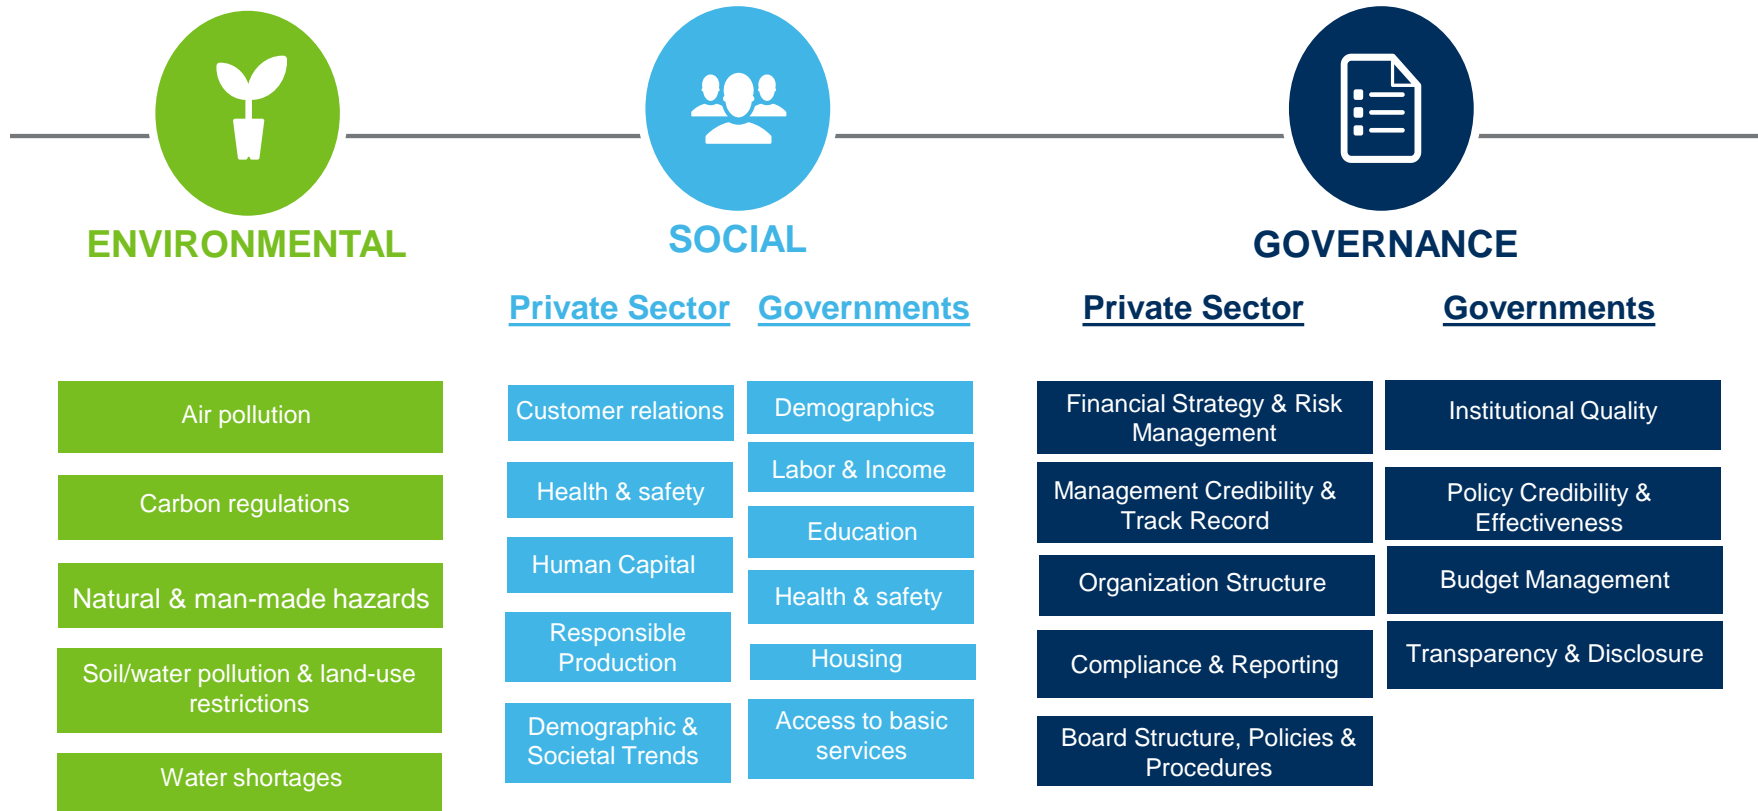 ENVIRONMENTAL
Air pollution
Carbon regulations
Natural & man-made hazards
Soil/water pollution & land-use
restrictions
Water shortages
SOCIAL
Private Sector
Customer relations
Health & safety
Human Capital
Responsible
Production
Demographic &
Societal Trends
Governments
Demographics
Labor & Income
Education
Health & safety
Housing
Access to basic
services
GOVERNANCE
Private Sector
Financial Strategy & Risk
Management
Management Credibility &
Track Record
Organization Structure
Compliance & Reporting
Board Structure, Policies &
Procedures
Governments
Institutional Quality
Policy Credibility &
Effectiveness
Budget Management
Transparency & Disclosure